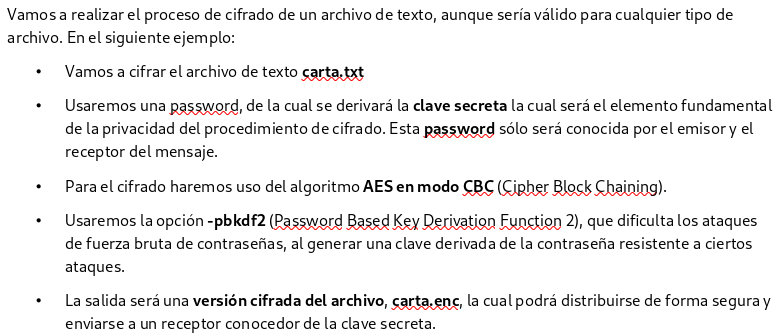 Vamos a realizar el proceso de cifrado de un archivo de texto, aunque sería válido para cualquier tipo de
archivo. En el siguiente ejemplo:
• Vamos a cifrar el archivo de texto carta.txt
• Usaremos una password, de la cual se derivará la clave secreta la cual será el elemento fundamental
de la privacidad del procedimiento de cifrado. Esta password sólo será conocida por el emisor y el
receptor del mensaje.
• Para el cifrado haremos uso del algoritmo AES en modo CBC (Cipher Block Chaining).
• Usaremos la opción -pbkdf2 (Password Based Key Derivation Function 2), que dificulta los ataques
de fuerza bruta de contraseñas, al generar una clave derivada de la contraseña resistente a ciertos
ataques.
• La salida será una versión cifrada del archivo, carta.enc, la cual podrá distribuirse de forma segura y
enviarse a un receptor conocedor de la clave secreta.